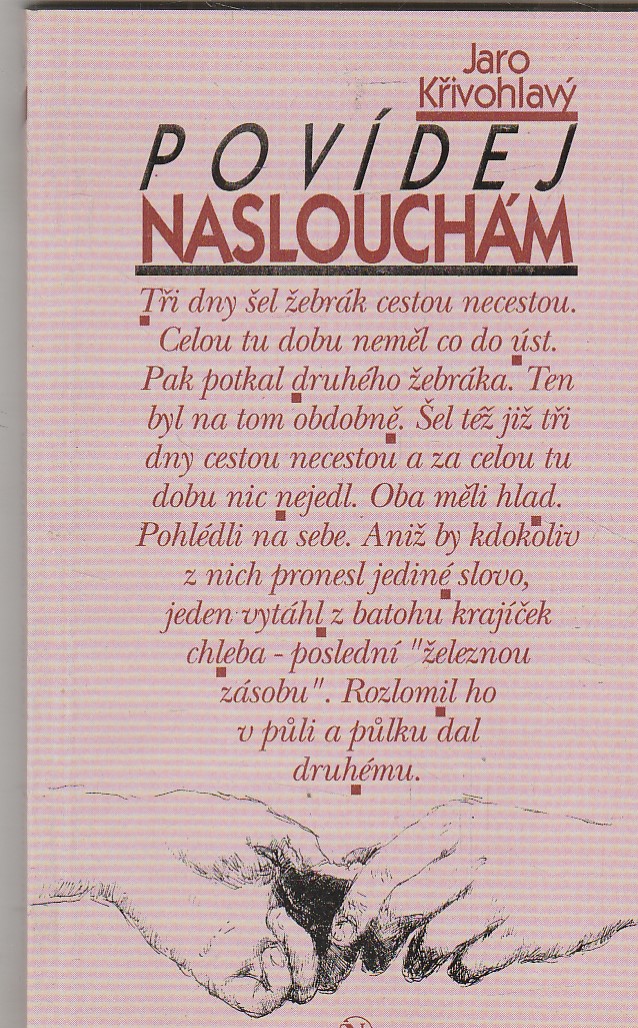 Jaro
Křivohlavý
POVÍDEJ
NASLOUCHÁM
Tři dny šel žebrák cestou necestou.
Celou tu dobu neměl co do úst.
Pak potkal druhého žebráka. Ten
byl na tom obdobně. Šel též již tři
dny cestou necestou a za celou tu
dobu nic nejedl. Oba měli hlad.
Pohlédli na sebe. Aniž by kdokoliv
z nich pronesl jediné slovo,
jeden vytáhl z batohu krajíček
chleba - poslední "železnou
zásobu". Rozlomil ho
v půli a půlku dal
druhému.
N